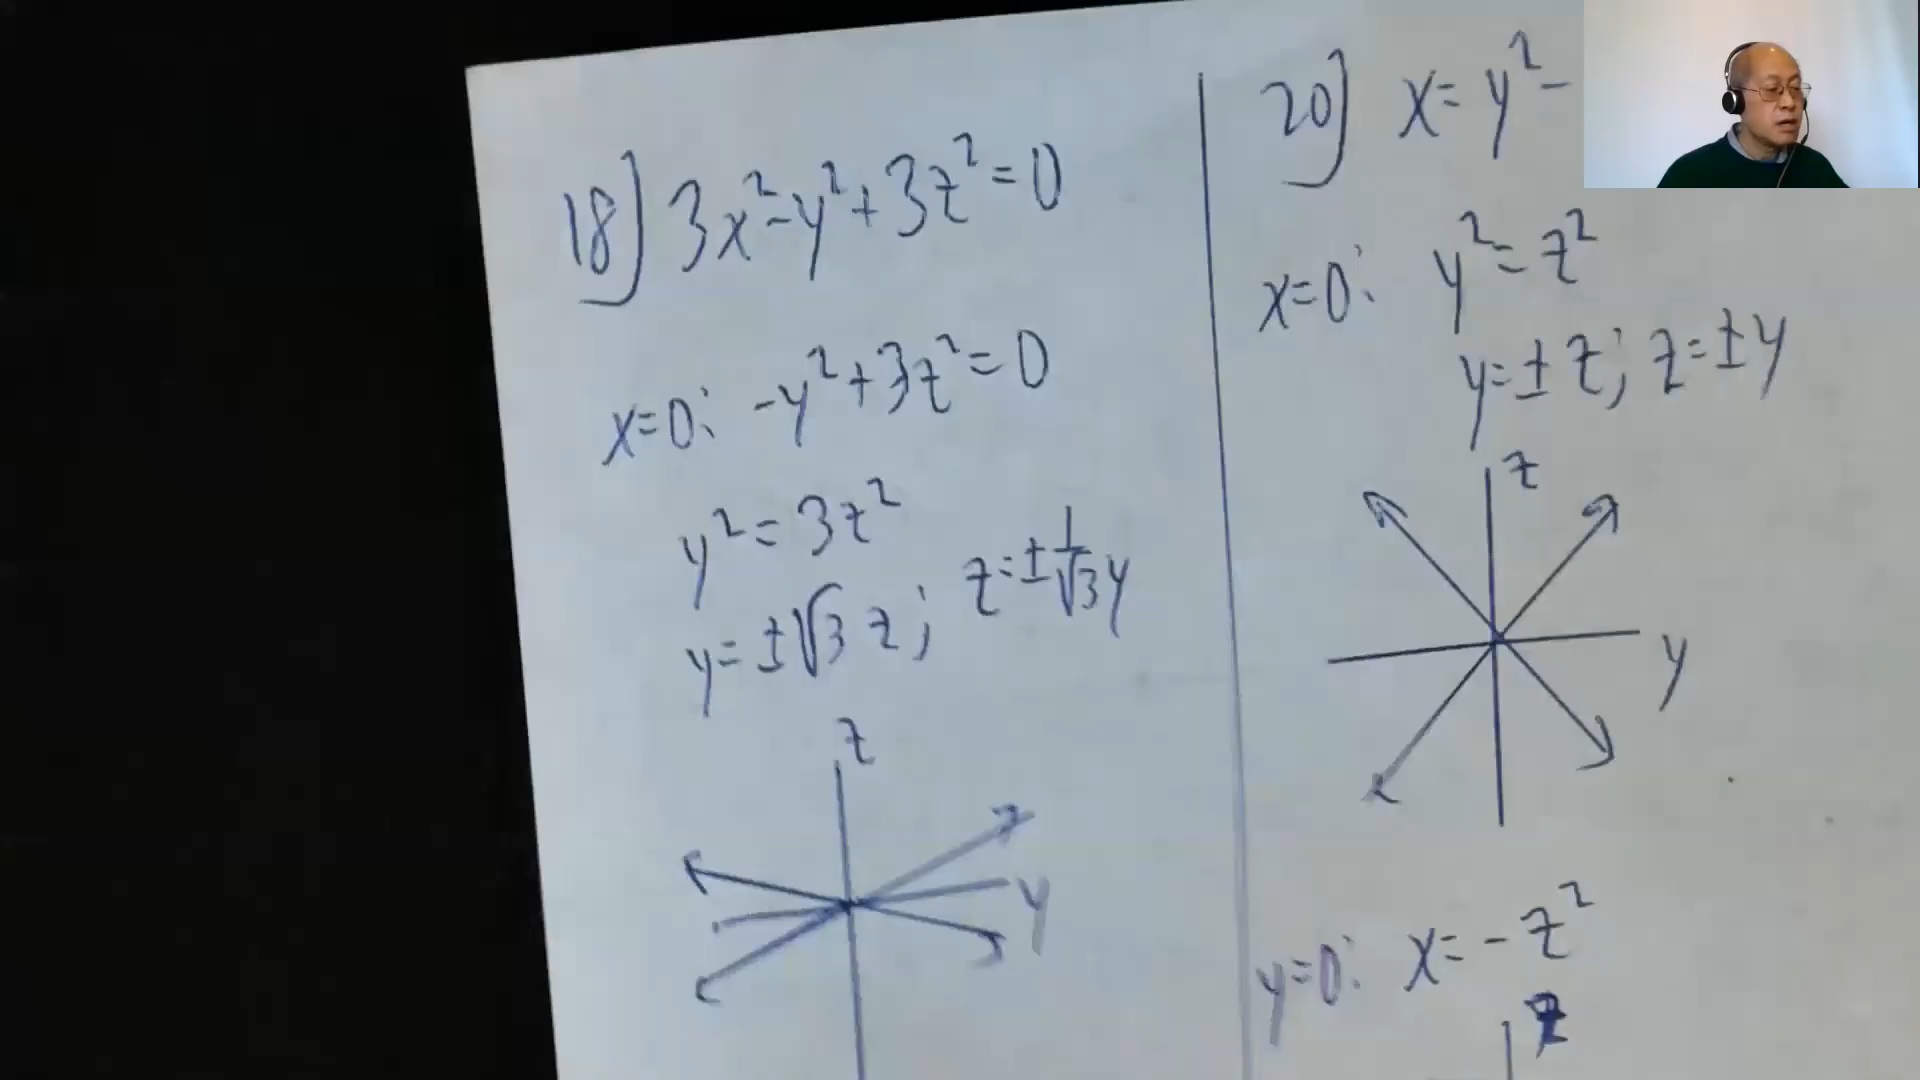 18) 3x²-y²+3z²=0
x=0: -y²+3z²=0
y²=3z²
y=±√3 z; z=±1/√3 y
z
y
20) x=y²-
x=0: y²=z²
y=±z; z=±y
z
y
y=0: x=-z²
z